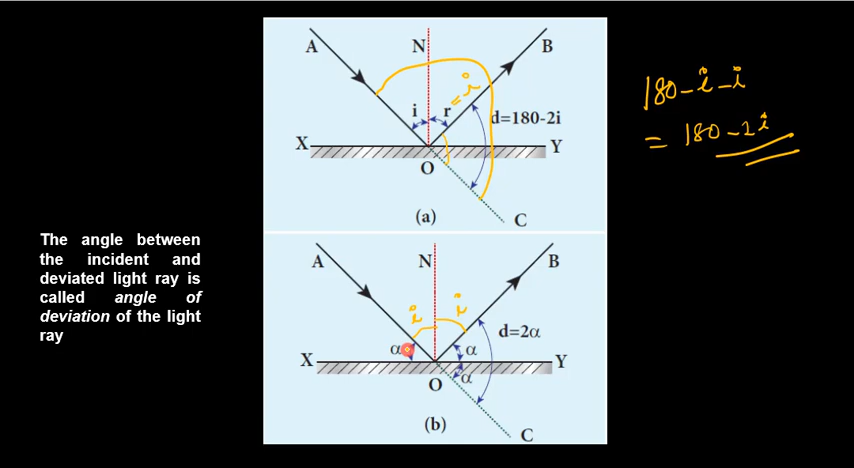 The angle between
the incident and
deviated light ray is
called angle of
deviation of the light
ray
A
N
B
i
r
= i
d=180-2i
X
Y
O
C
(a)
A
N
B
i
i
d=2α
α
α
α
X
Y
O
C
(b)
180-i-i
= 180-2i